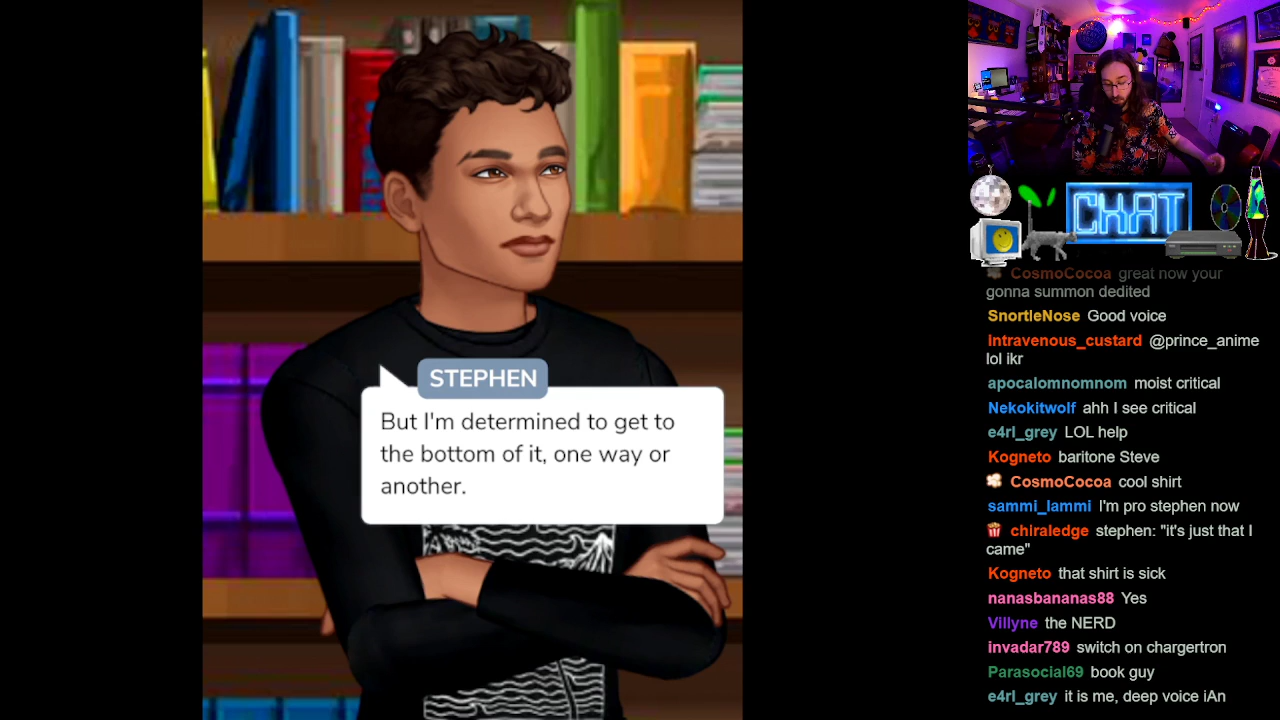 STEPHEN
But I'm determined to get to
the bottom of it, one way or
another.
CHAT
CosmoCocoa great now your
gonna summon dedited
SnortleNose Good voice
Intravenous_custard @prince_anime
lol ikr
apocalomnomnom moist critical
Nekokitwolf ahh I see critical
e4rl_grey LOL help
Kogneto baritone Steve
CosmoCocoa cool shirt
sammi_lammi I'm pro stephen now
chiraledge stephen: "it's just that I
came"
Kogneto that shirt is sick
nanasbananas88 Yes
Villyne the NERD
invadar789 switch on chargertron
Parasocial69 book guy
e4rl_grey it is me, deep voice iAn